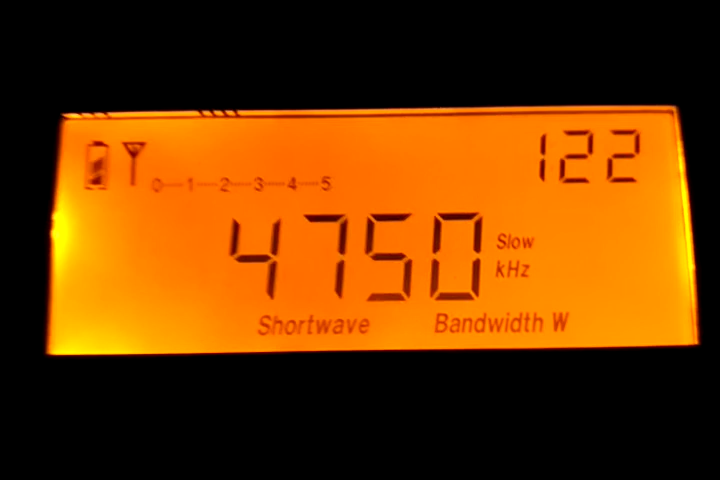 122
0—1—2—3—4—5
4750
Slow
kHz
Shortwave Bandwidth W